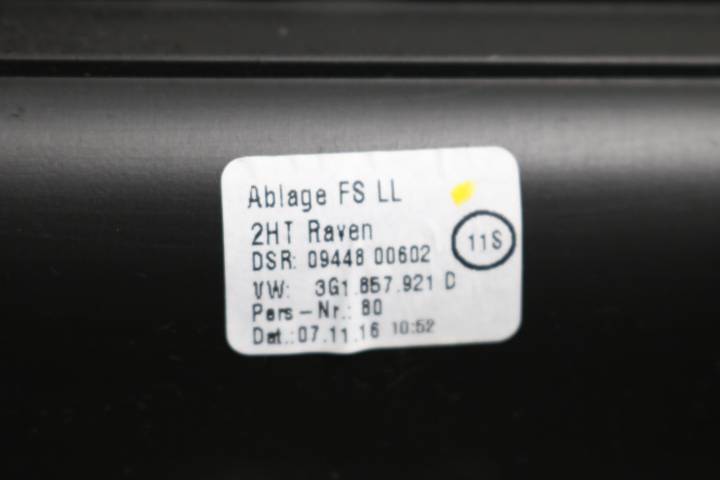 Ablage FS LL
2HT Raven
11S
DSR: 09448 00602
VW: 3G1.857.921 D
Pers-Nr.: 80
Dat.:07.11.16 10:52